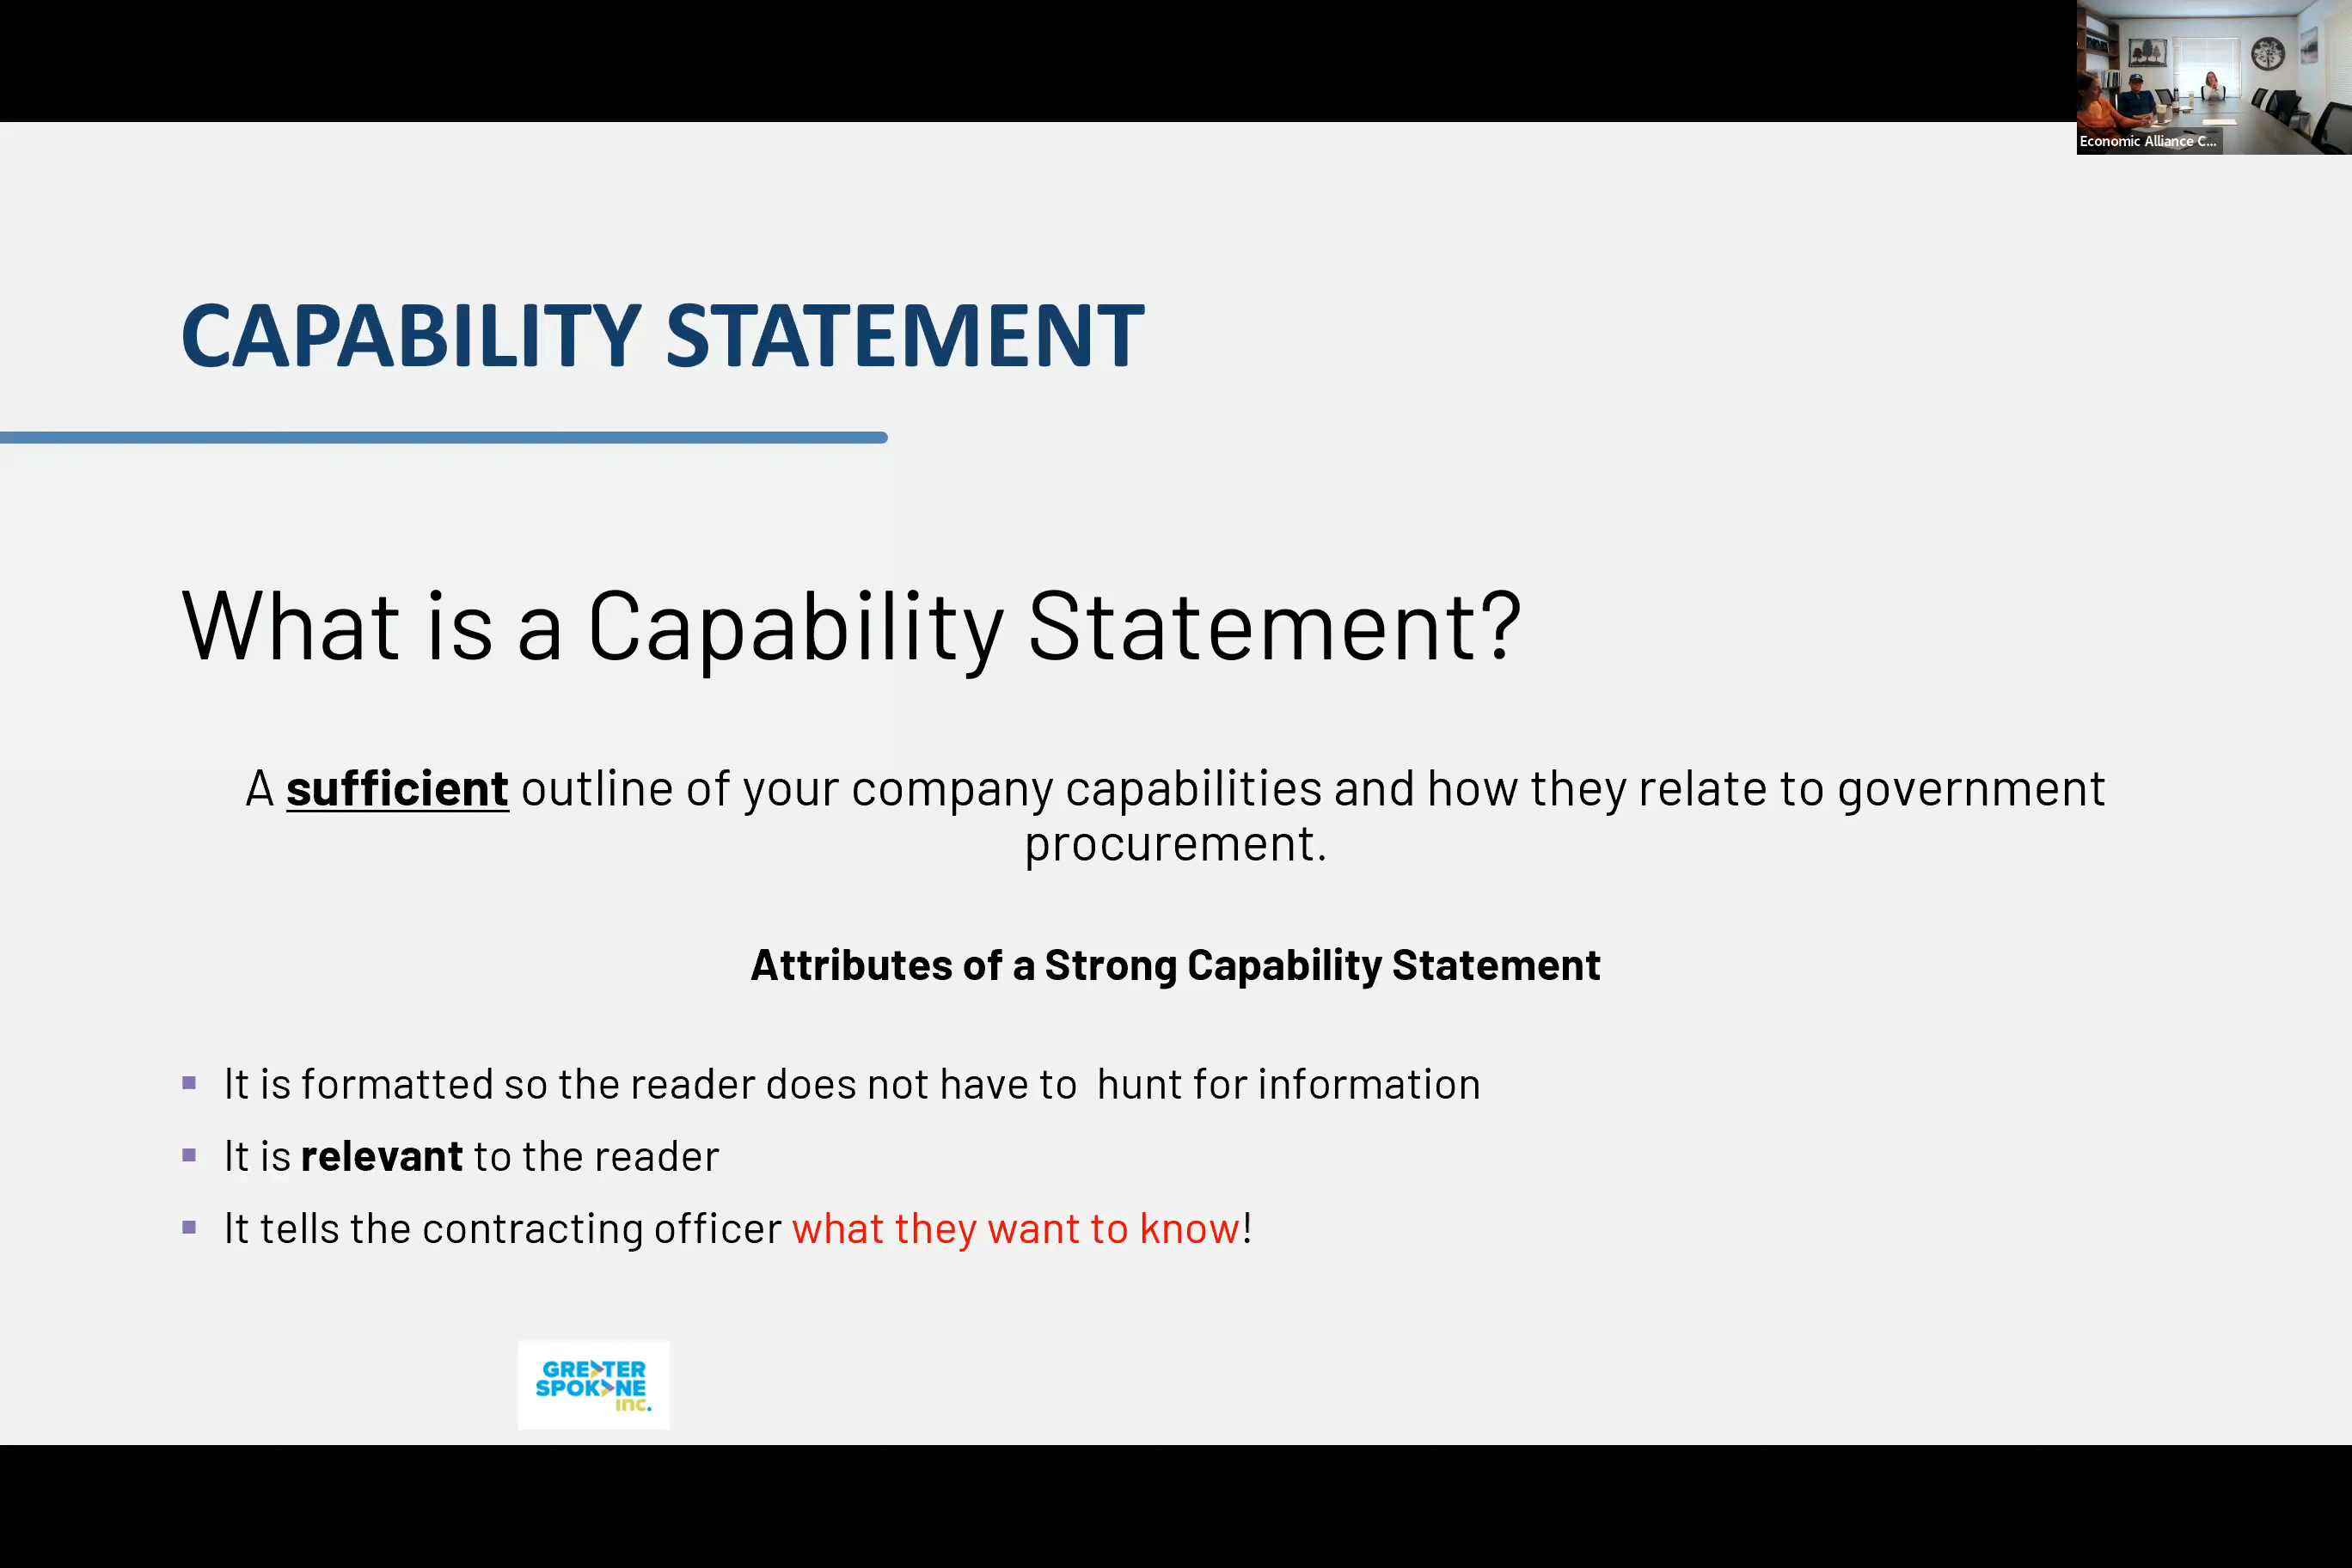 Economic Alliance C...
CAPABILITY STATEMENT
What is a Capability Statement?
A sufficient outline of your company capabilities and how they relate to government
procurement.
Attributes of a Strong Capability Statement
It is formatted so the reader does not have to  hunt for information
It is relevant to the reader
It tells the contracting officer what they want to know!
GREATER
SPOKANE
inc.